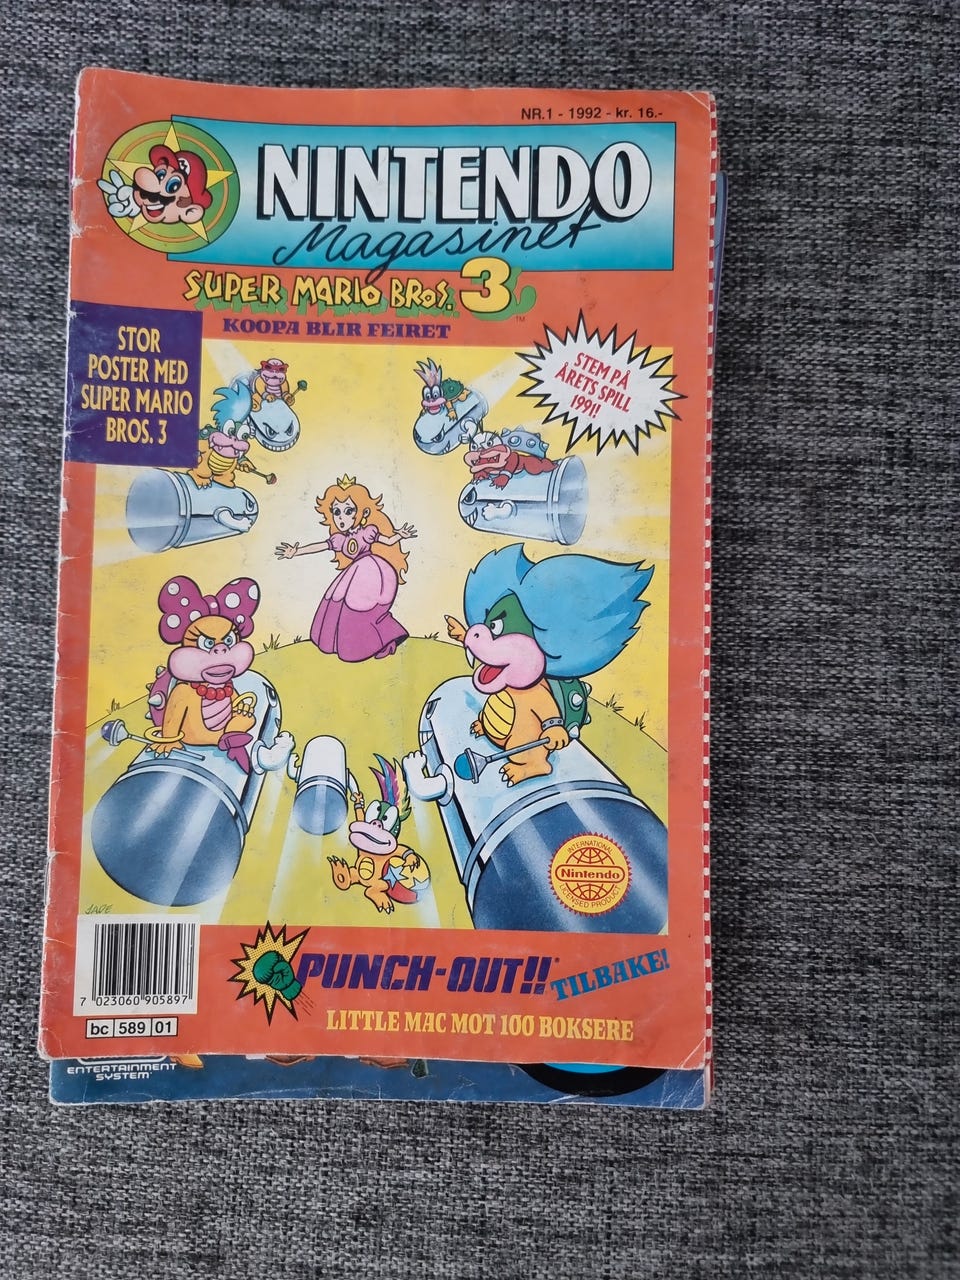 NR.1 - 1992 - kr. 16.-
NINTENDO
Magasinet
SUPER MARIO BROS. 3
TM
KOOPA BLIR FEIRET
STOR
POSTER MED
SUPER MARIO
BROS. 3
STEM PÅ
ÅRETS SPILL
1991!
INTERNATIONAL
Nintendo
LICENSED PRODUCT
JADE
7 023060 905897
bc 589 01
PUNCH-OUT!! TILBAKE!
LITTLE MAC MOT 100 BOKSERE
ENTERTAINMENT
SYSTEM